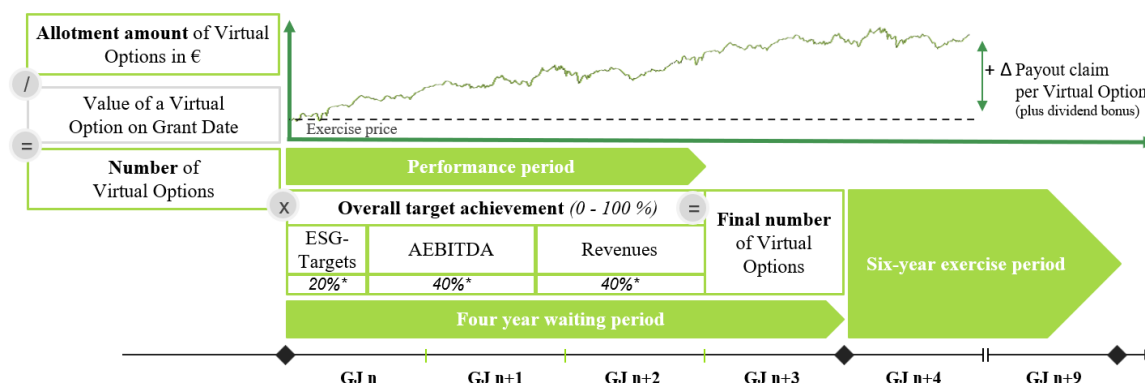 Allotment amount of Virtual
Options in €
/
Value of a Virtual
Option on Grant Date
=
Number of
Virtual Options
Exercise price
+ Δ Payout claim
per Virtual Option
(plus dividend bonus)
Performance period
x
Overall target achievement (0 - 100 %)
=
ESG-
Targets
AEBITDA
Revenues
20%*
40%*
40%*
Final number
of Virtual
Options
Six-year exercise period
Four year waiting period
GJ n
GJ n+1
GJ n+2
GJ n+3
GJ n+4
GJ n+9